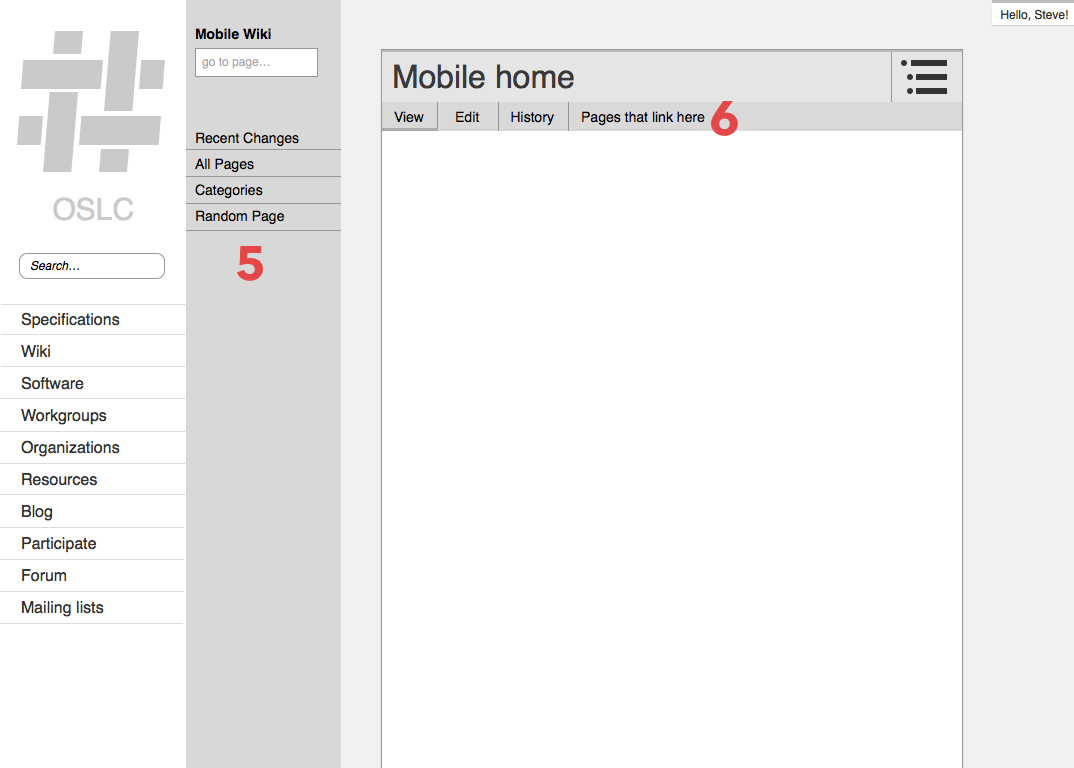 OSLC
Search...
Specifications
Wiki
Software
Workgroups
Organizations
Resources
Blog
Participate
Forum
Mailing lists
Mobile Wiki
go to page...
Recent Changes
All Pages
Categories
Random Page
5
Hello, Steve!
Mobile home
View Edit History Pages that link here 6